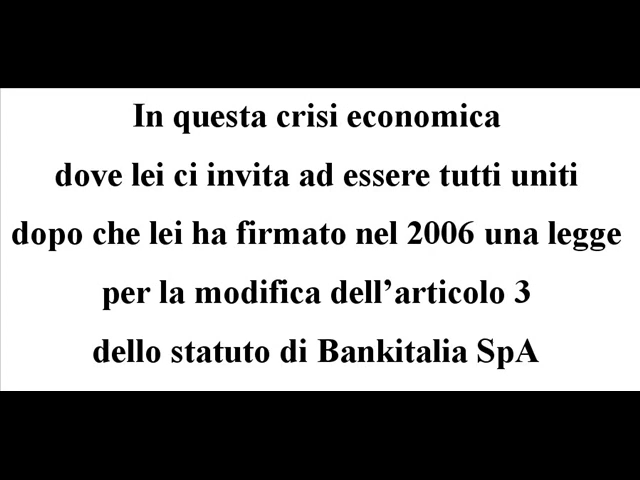 In questa crisi economica
dove lei ci invita ad essere tutti uniti
dopo che lei ha firmato nel 2006 una legge
per la modifica dell’articolo 3
dello statuto di Bankitalia SpA